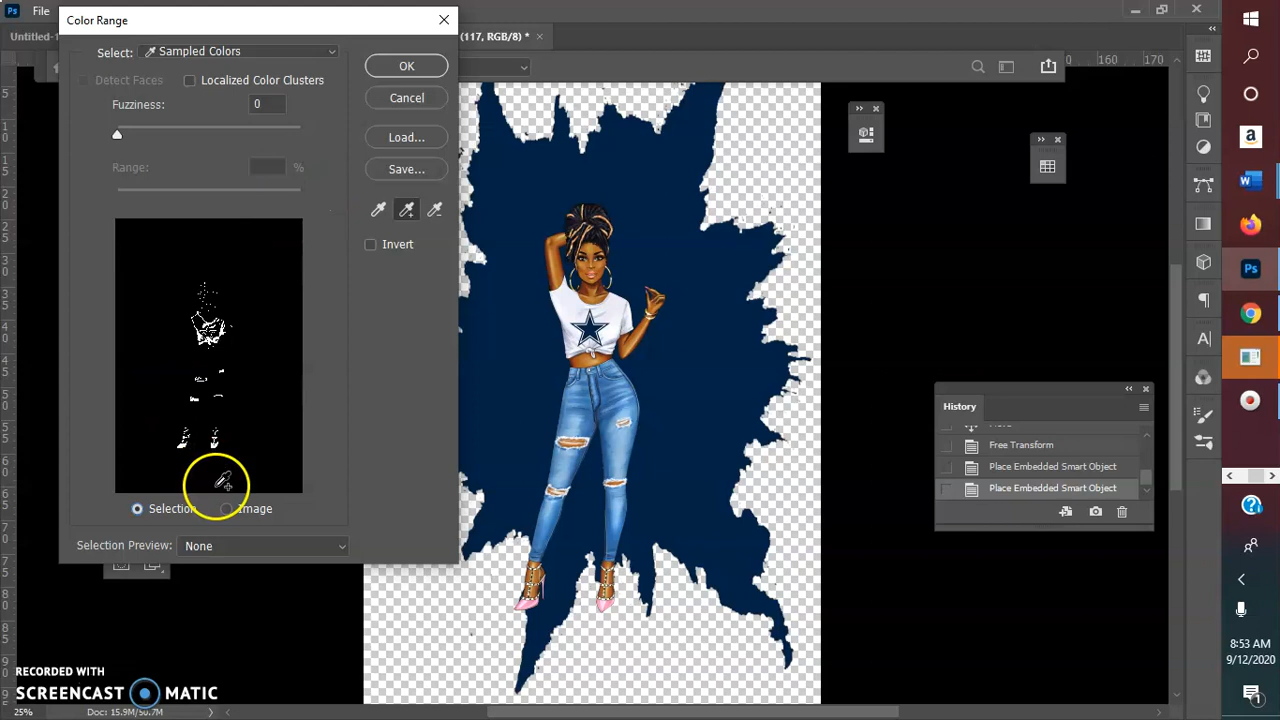 Ps File
Color Range
Untitled-1
(117, RGB/8) *
Select: Sampled Colors
Detect Faces
Localized Color Clusters
Fuzziness: 0
Range: %
OK
Cancel
Load...
Save...
Invert
Selection
Image
Selection Preview: None
160 170
History
Free Transform
Place Embedded Smart Object
Place Embedded Smart Object
8:53 AM
9/12/2020
RECORDED WITH
SCREENCAST MATIC
25% Doc: 15.9M/50.7M